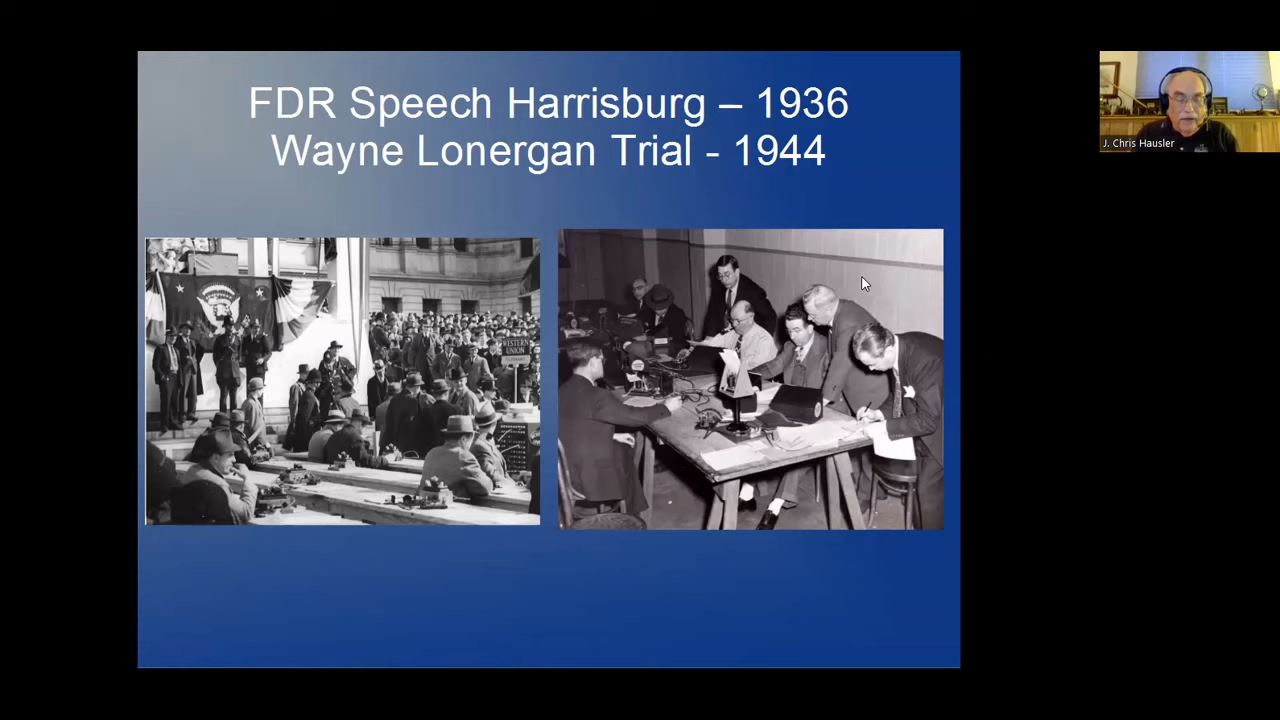 FDR Speech Harrisburg – 1936
Wayne Lonergan Trial - 1944
WESTERN
UNION
J. Chris Hausler